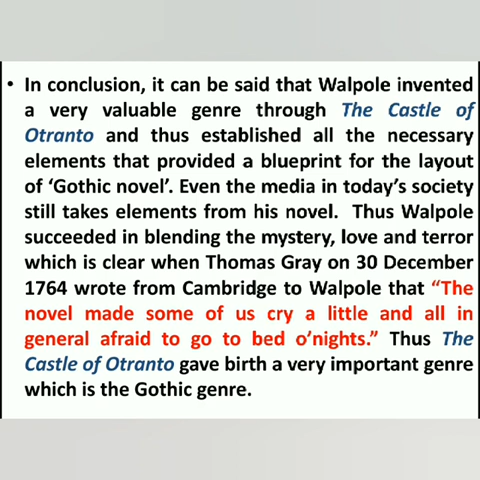 • In conclusion, it can be said that Walpole invented
a very valuable genre through The Castle of
Otranto and thus established all the necessary
elements that provided a blueprint for the layout
of ‘Gothic novel’. Even the media in today’s society
still takes elements from his novel. Thus Walpole
succeeded in blending the mystery, love and terror
which is clear when Thomas Gray on 30 December
1764 wrote from Cambridge to Walpole that “The
novel made some of us cry a little and all in
general afraid to go to bed o’nights.” Thus The
Castle of Otranto gave birth a very important genre
which is the Gothic genre.